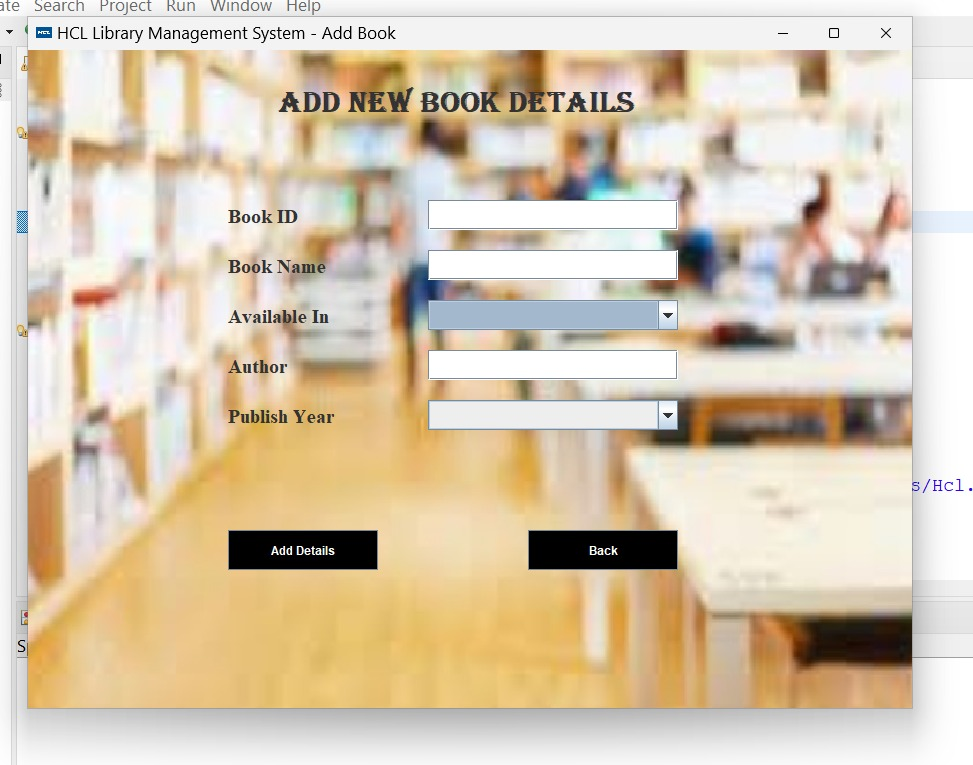 ate Search Project Run Window Help
HCL HCL Library Management System - Add Book
ADD NEW BOOK DETAILS
Book ID
Book Name
Available In
Author
Publish Year
s/Hcl.
Add Details Back
S